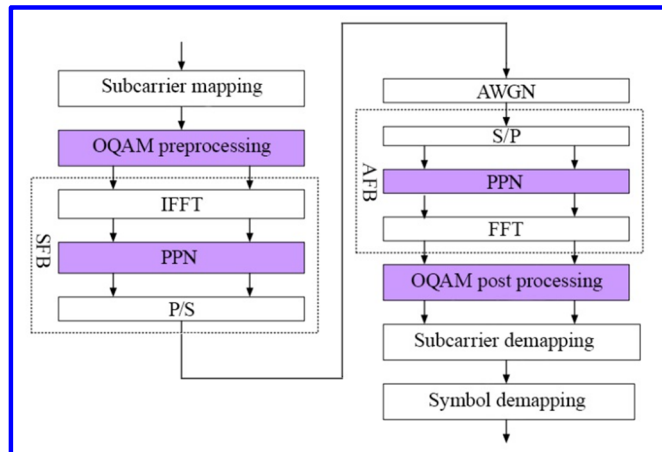 Subcarrier mapping
OQAM preprocessing
SFB
IFFT
PPN
P/S
AWGN
AFB
S/P
PPN
FFT
OQAM post processing
Subcarrier demapping
Symbol demapping